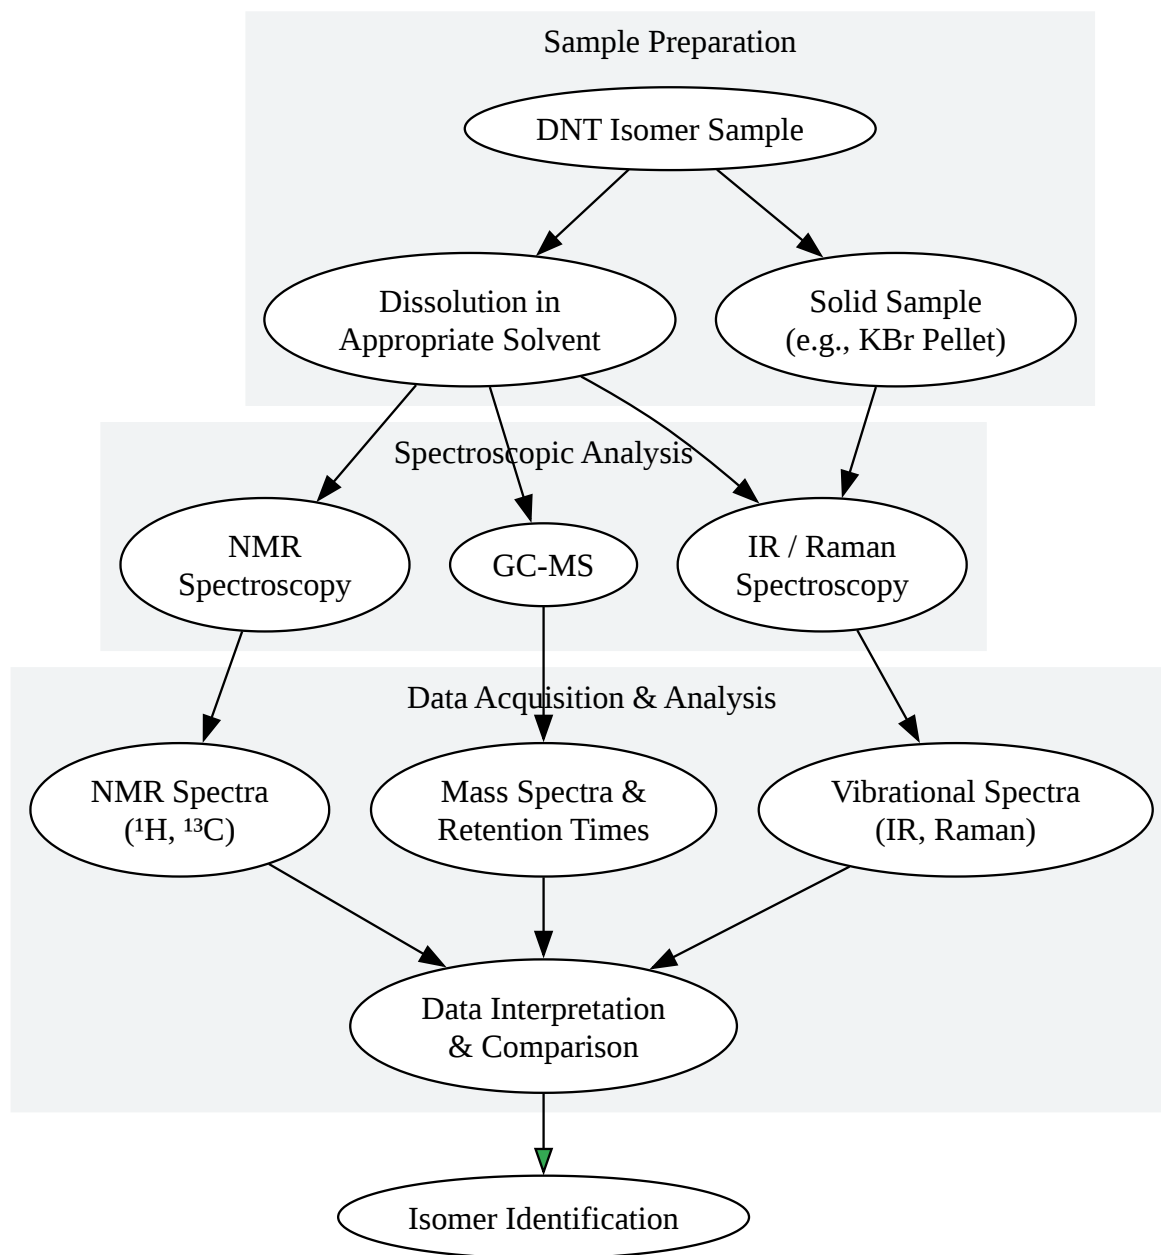 Sample Preparation
DNT Isomer Sample
Dissolution in
Appropriate Solvent
Solid Sample
(e.g., KBr Pellet)
Spectroscopic Analysis
NMR
Spectroscopy
GC-MS
IR / Raman
Spectroscopy
Data Acquisition & Analysis
NMR Spectra
(¹H, ¹³C)
Mass Spectra &
Retention Times
Vibrational Spectra
(IR, Raman)
Data Interpretation
& Comparison
Isomer Identification